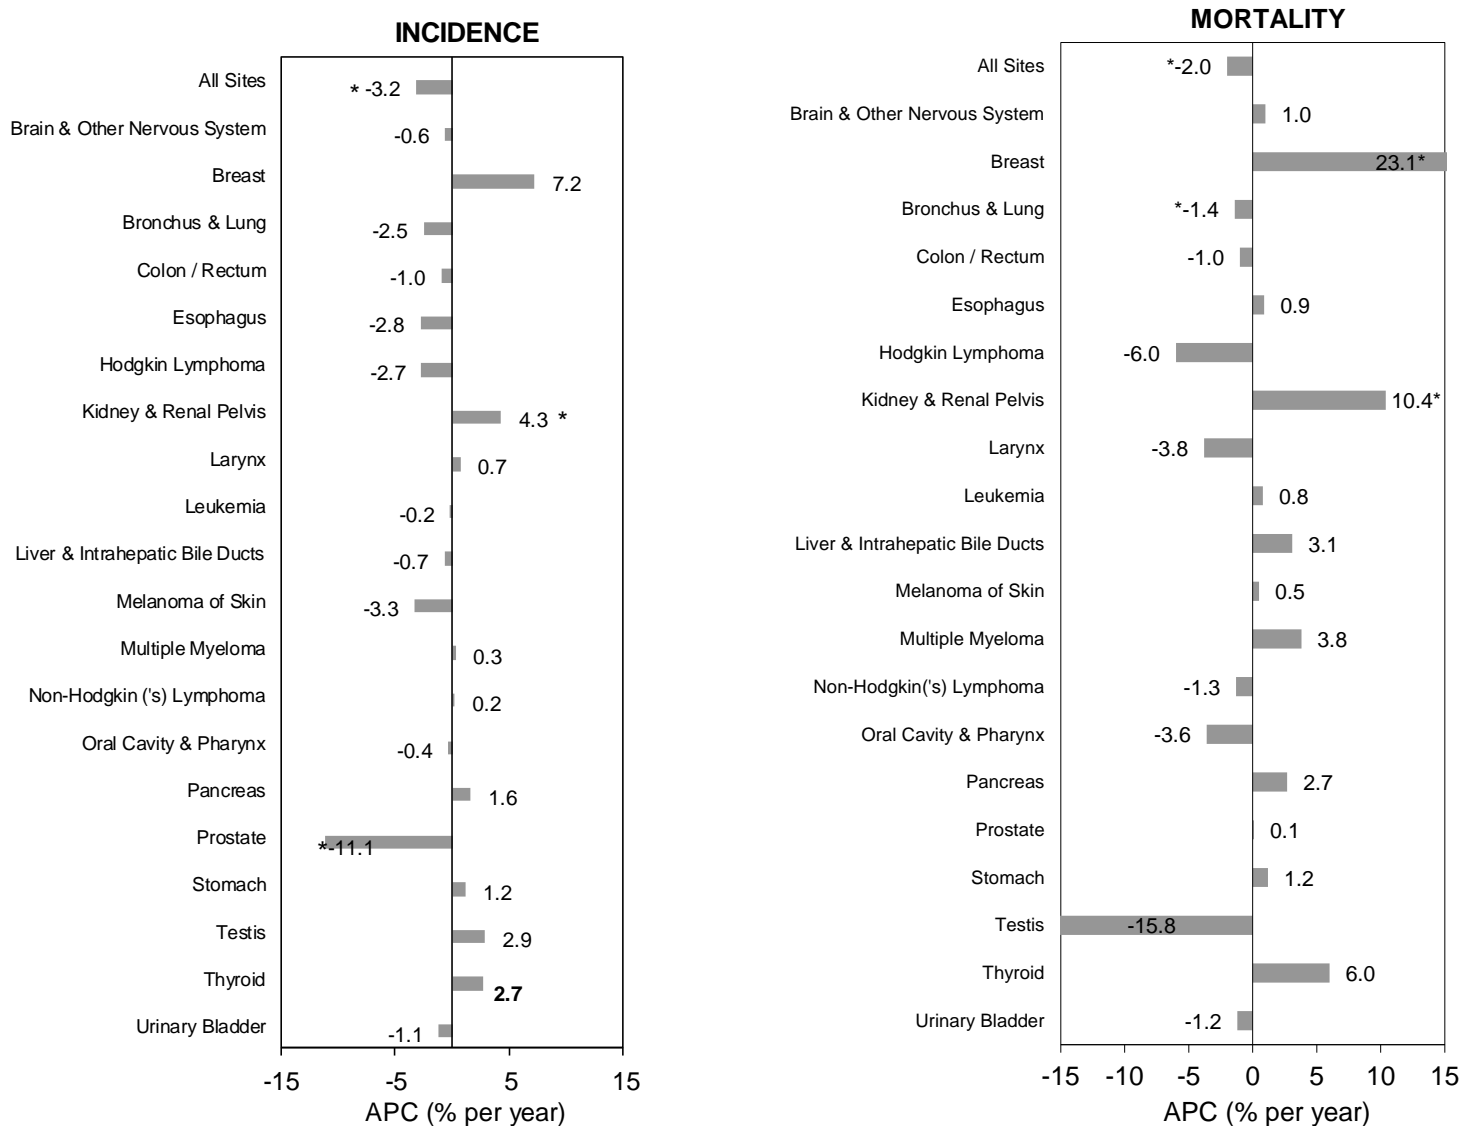 INCIDENCE
All Sites * -3.2
Brain & Other Nervous System -0.6
Breast 7.2
Bronchus & Lung -2.5
Colon / Rectum -1.0
Esophagus -2.8
Hodgkin Lymphoma -2.7
Kidney & Renal Pelvis 4.3 *
Larynx 0.7
Leukemia -0.2
Liver & Intrahepatic Bile Ducts -0.7
Melanoma of Skin -3.3
Multiple Myeloma 0.3
Non-Hodgkin ('s) Lymphoma 0.2
Oral Cavity & Pharynx -0.4
Pancreas 1.6
Prostate *-11.1
Stomach 1.2
Testis 2.9
Thyroid 2.7
Urinary Bladder -1.1
-15 -5 5 15
APC (% per year)
MORTALITY
All Sites *-2.0
Brain & Other Nervous System 1.0
Breast 23.1*
Bronchus & Lung *-1.4
Colon / Rectum -1.0
Esophagus 0.9
Hodgkin Lymphoma -6.0
Kidney & Renal Pelvis 10.4*
Larynx -3.8
Leukemia 0.8
Liver & Intrahepatic Bile Ducts 3.1
Melanoma of Skin 0.5
Multiple Myeloma 3.8
Non-Hodgkin('s) Lymphoma -1.3
Oral Cavity & Pharynx -3.6
Pancreas 2.7
Prostate 0.1
Stomach 1.2
Testis -15.8
Thyroid 6.0
Urinary Bladder -1.2
-15 -10 -5 0 5 10 15
APC (% per year)